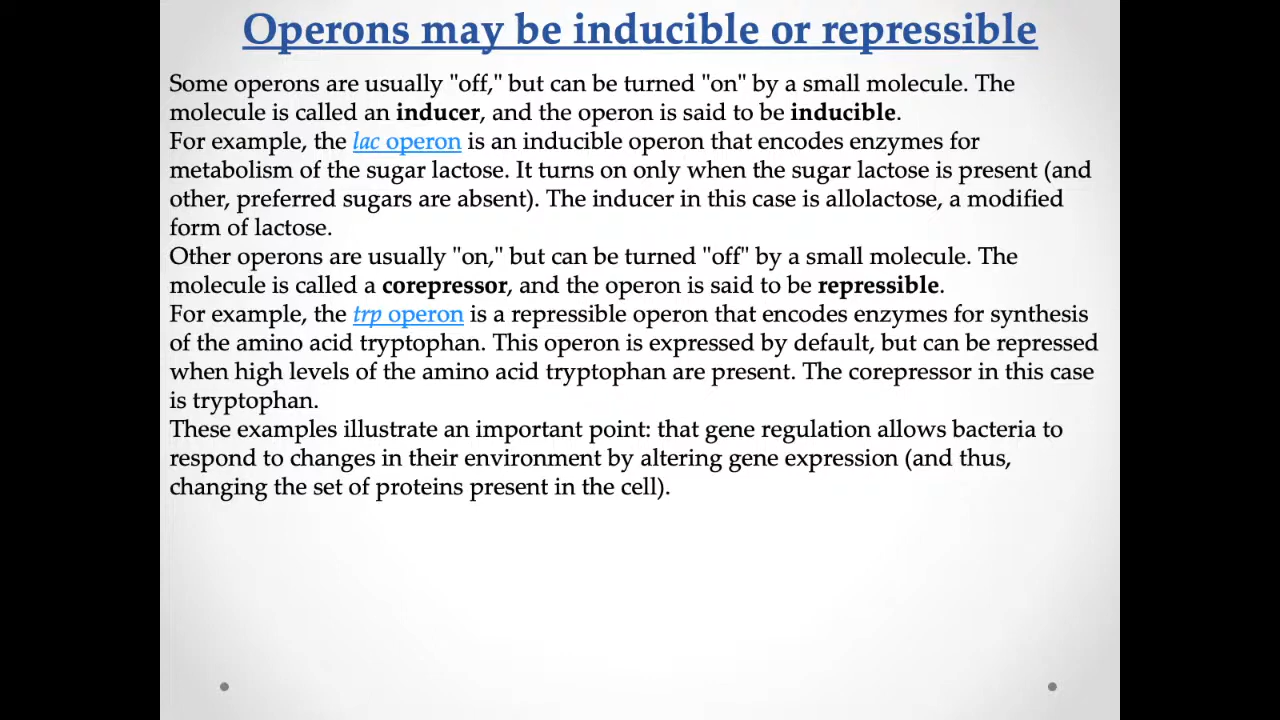 Operons may be inducible or repressible
Some operons are usually "off," but can be turned "on" by a small molecule. The
molecule is called an inducer, and the operon is said to be inducible.
For example, the lac operon is an inducible operon that encodes enzymes for
metabolism of the sugar lactose. It turns on only when the sugar lactose is present (and
other, preferred sugars are absent). The inducer in this case is allolactose, a modified
form of lactose.
Other operons are usually "on," but can be turned "off" by a small molecule. The
molecule is called a corepressor, and the operon is said to be repressible.
For example, the trp operon is a repressible operon that encodes enzymes for synthesis
of the amino acid tryptophan. This operon is expressed by default, but can be repressed
when high levels of the amino acid tryptophan are present. The corepressor in this case
is tryptophan.
These examples illustrate an important point: that gene regulation allows bacteria to
respond to changes in their environment by altering gene expression (and thus,
changing the set of proteins present in the cell).